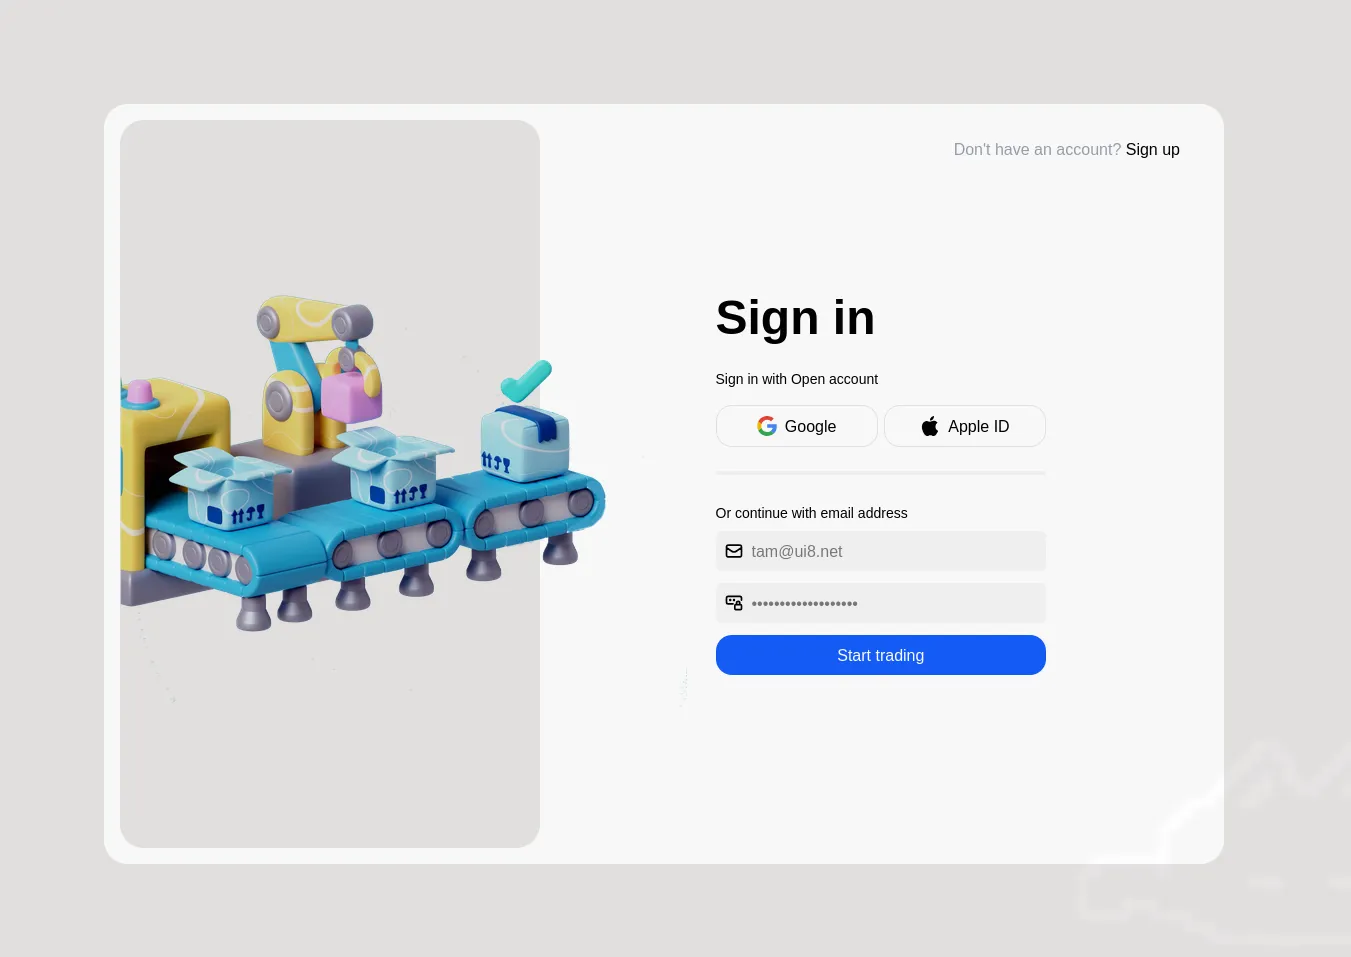 Don't have an account? Sign up
Sign in
Sign in with Open account
Google
Apple ID
Or continue with email address
tam@ui8.net
•••••••••••••••••••
Start trading